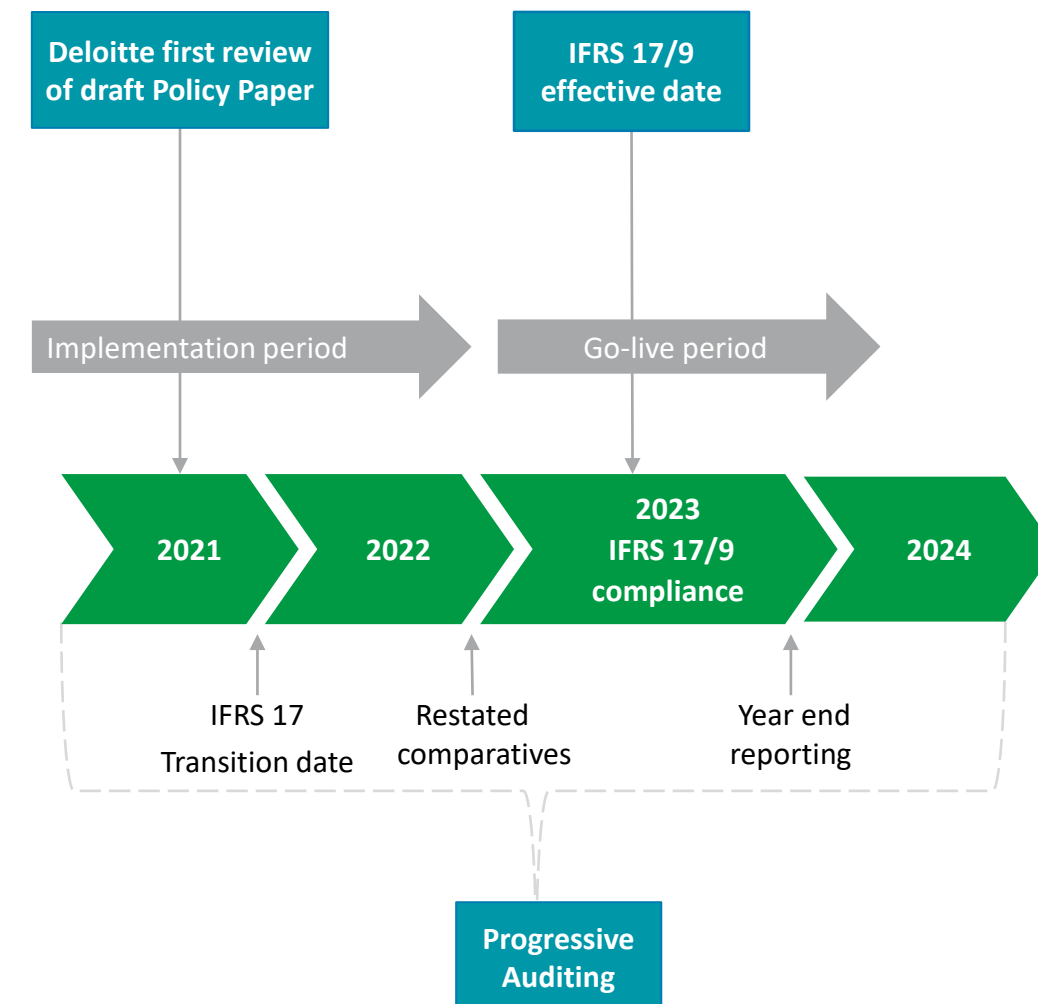 Deloitte first review
of draft Policy Paper
IFRS 17/9
effective date
Implementation period
Go-live period
2021
2022
2023
IFRS 17/9
compliance
2024
IFRS 17
Transition date
Restated
comparatives
Year end
reporting
Progressive
Auditing